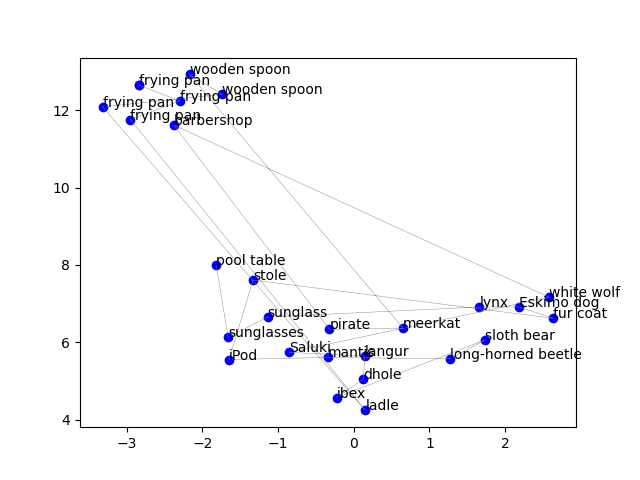 wooden spoon
frying pan
wooden spoon
frying pan
frying pan
frying pan
barbershop
pool table
stole
white wolf
lynx
Eskimo dog
fur coat
sunglass
pirate
meerkat
sunglasses
sloth bear
Saluki
mantis
langur
iPod
long-horned beetle
dhole
ibex
ladle
12
10
8
6
4
−3
−2
−1
0
1
2